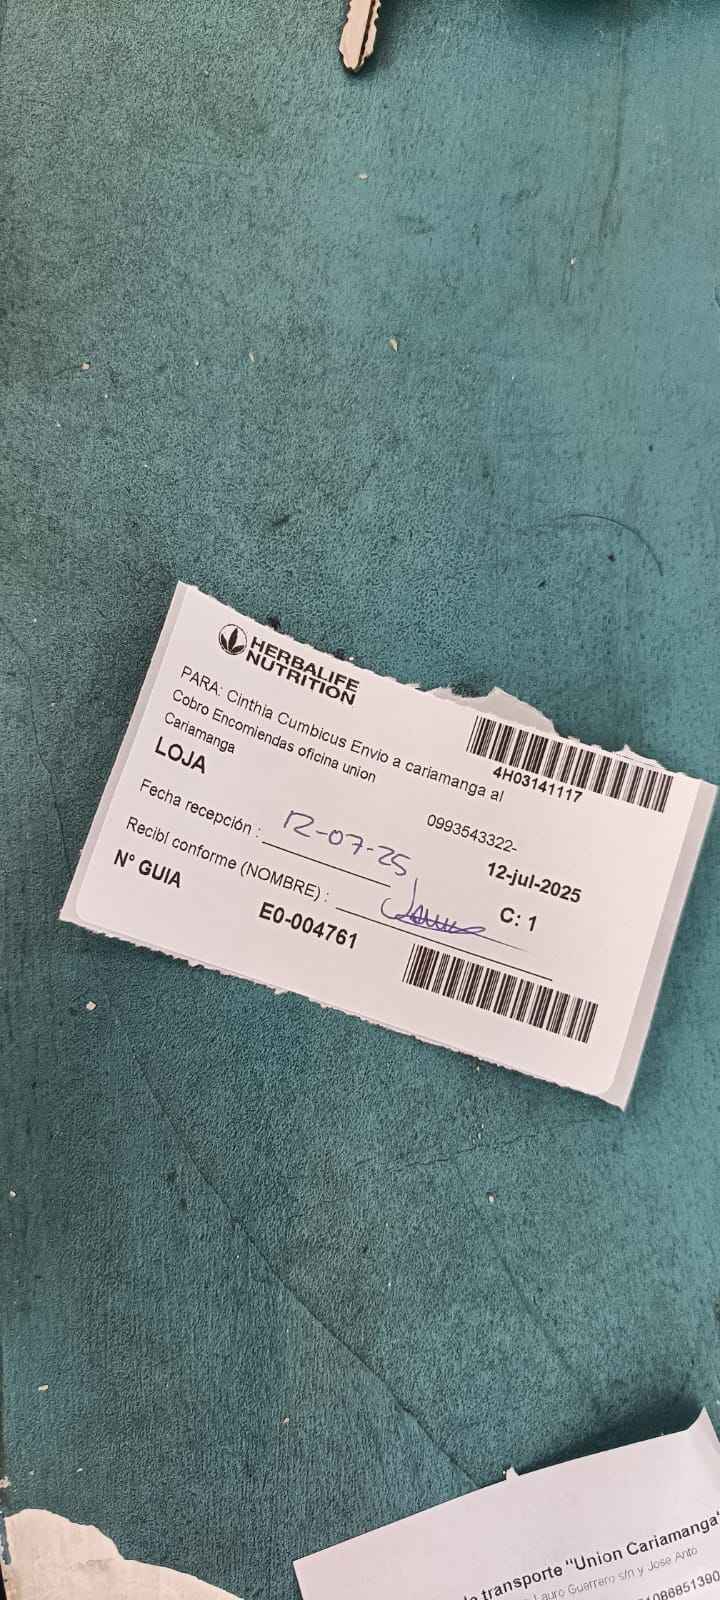 HERBALIFE
NUTRITION
PARA: Cinthia Cumbicus Envio a cariamanga al
Cobro Encomiendas oficina union
Cariamanga
LOJA
4H03141117
0993543322-
Fecha recepción : 12-07-25
12-jul-2025
Recibí conforme (NOMBRE) :
C: 1
N° GUIA
E0-004761
transporte "Union Cariamanga"
Lauro Guerrero s/n y Jose Anto
1086851390